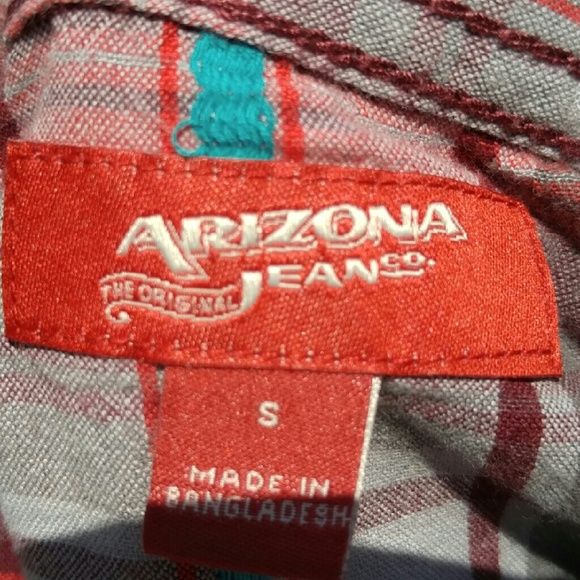 ARIZONA
JEAN CO.
THE ORIGINAL
S
MADE IN
BANGLADESH